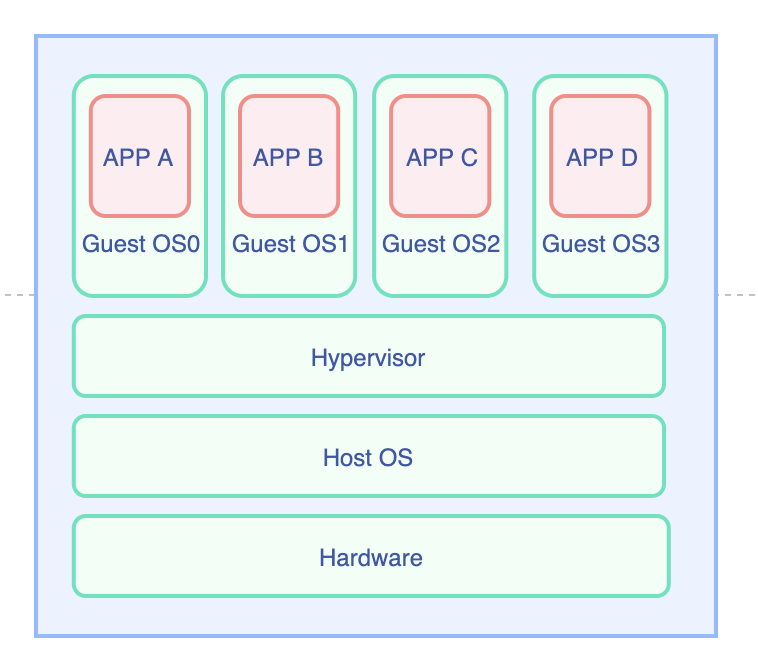 APP A
APP B
APP C
APP D
Guest OS0
Guest OS1
Guest OS2
Guest OS3
Hypervisor
Host OS
Hardware